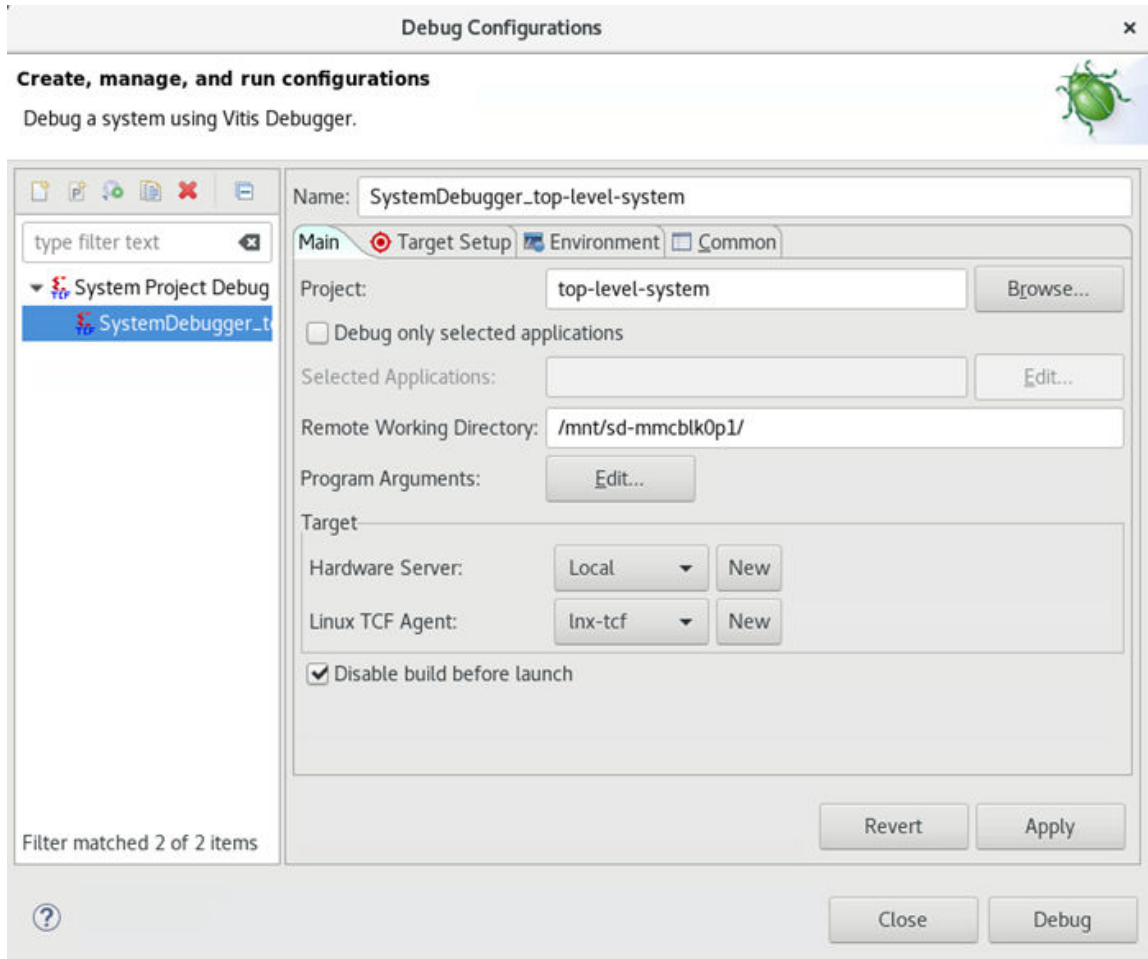 Debug Configurations
Create, manage, and run configurations
Debug a system using Vitis Debugger.
type filter text
System Project Debug
TCF
SystemDebugger_t
TCF
Filter matched 2 of 2 items
Name: SystemDebugger_top-level-system
Main Target Setup Environment Common
Project: top-level-system Browse...
Debug only selected applications
Selected Applications: Edit...
Remote Working Directory: /mnt/sd-mmcblk0p1/
Program Arguments: Edit...
Target
Hardware Server: Local New
Linux TCF Agent: lnx-tcf New
Disable build before launch
Revert Apply
Close Debug